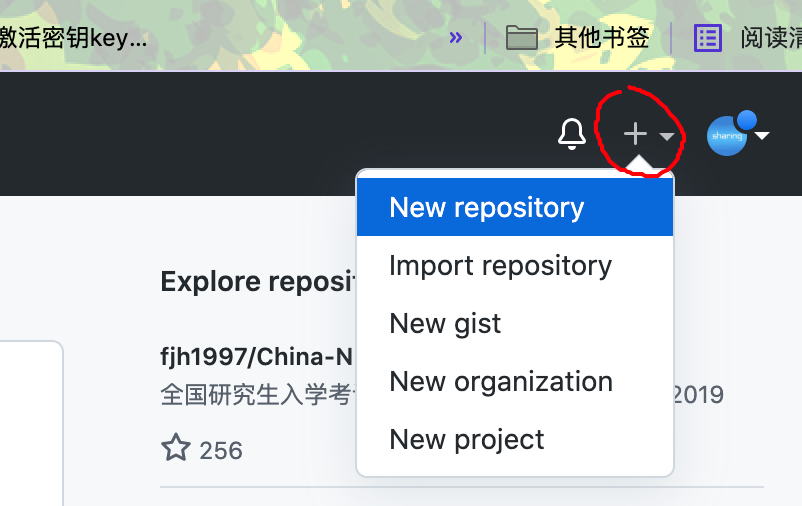 激活密钥key...
»
其他书签
阅读清
sharing
New repository
Import repository
New gist
New organization
New project
Explore reposit
fjh1997/China-N
全国研究生入学考
2019
256